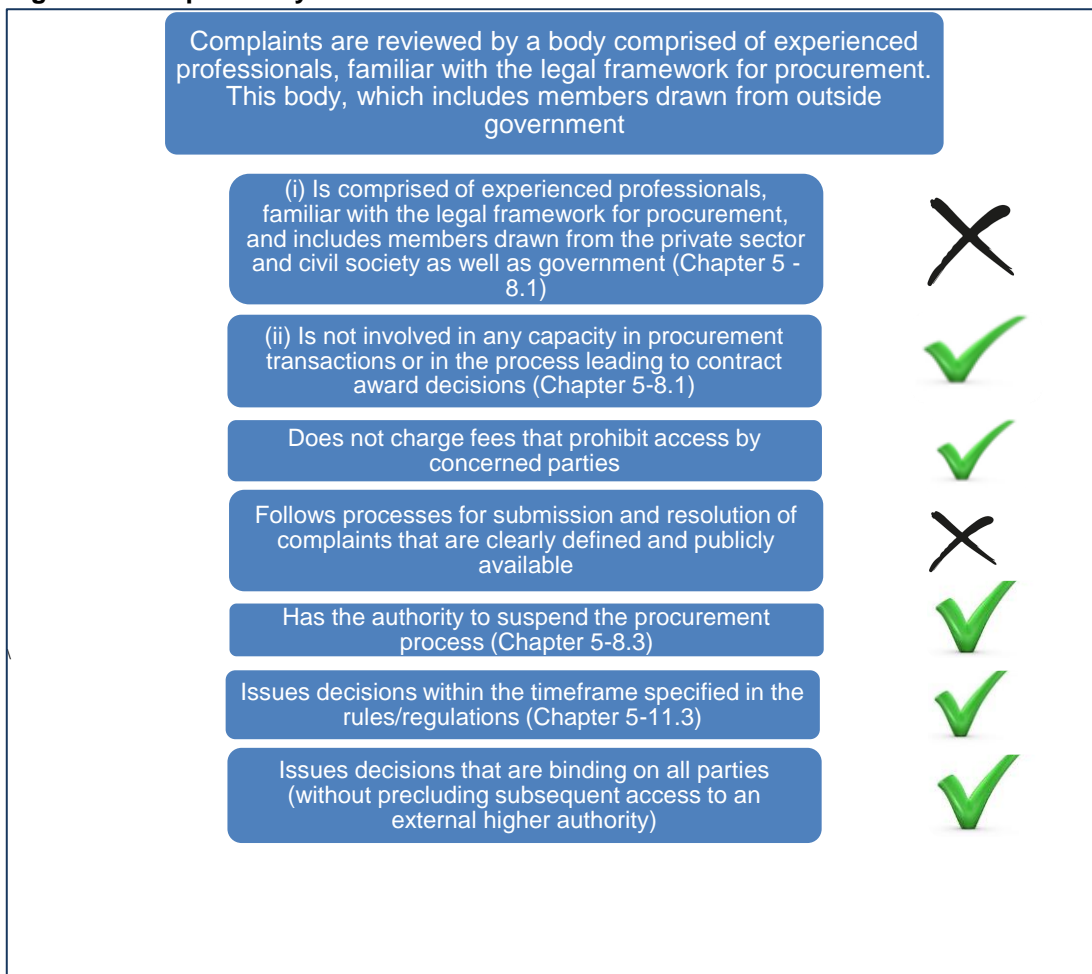 Complaints are reviewed by a body comprised of experienced
professionals, familiar with the legal framework for procurement.
This body, which includes members drawn from outside
government
(i) Is comprised of experienced professionals,
familiar with the legal framework for procurement,
and includes members drawn from the private sector
and civil society as well as government (Chapter 5 -
8.1)
(ii) Is not involved in any capacity in procurement
transactions or in the process leading to contract
award decisions (Chapter 5-8.1)
Does not charge fees that prohibit access by
concerned parties
Follows processes for submission and resolution of
complaints that are clearly defined and publicly
available
Has the authority to suspend the procurement
process (Chapter 5-8.3)
\
Issues decisions within the timeframe specified in the
rules/regulations (Chapter 5-11.3)
Issues decisions that are binding on all parties
(without precluding subsequent access to an
external higher authority)